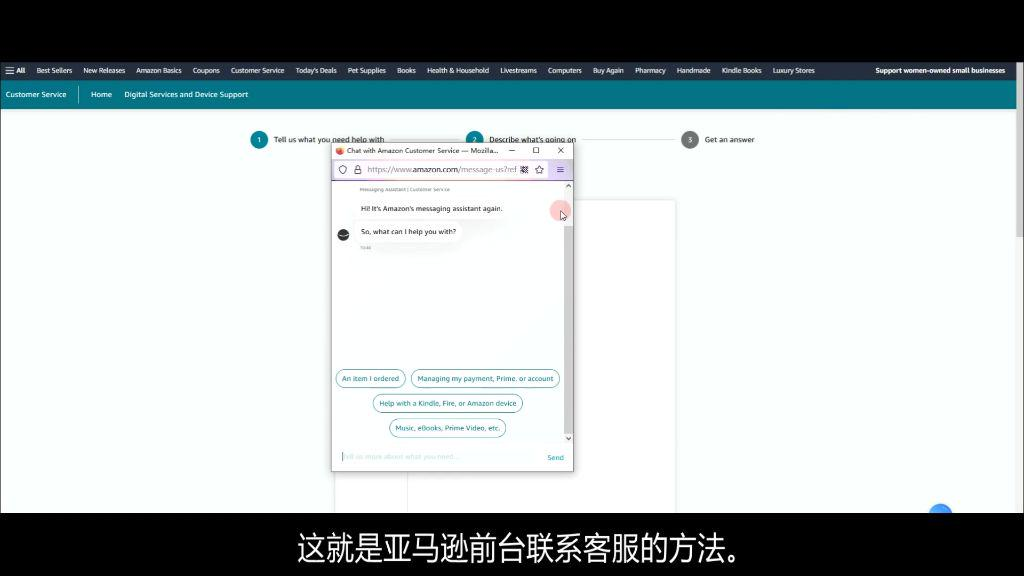 All Best Sellers New Releases Amazon Basics Coupons Customer Service Today's Deals Pet Supplies Books Health & Household Livestreams Computers Buy Again Pharmacy Handmade Kindle Books Luxury Stores Support women-owned small businesses
Customer Service Home Digital Services and Device Support
1 Tell us what you need help with 2 Describe what's going on 3 Get an answer
Chat with Amazon Customer Service — Mozilla...
https://www.amazon.com/message-us?ref
Messaging Assistant | Customer Service
Hi! It's Amazon's messaging assistant again.
So, what can I help you with?
An item I ordered Managing my payment, Prime, or account
Help with a Kindle, Fire, or Amazon device
Music, eBooks, Prime Video, etc.
Tell us more about what you need... Send
这就是亚马逊前台联系客服的方法。